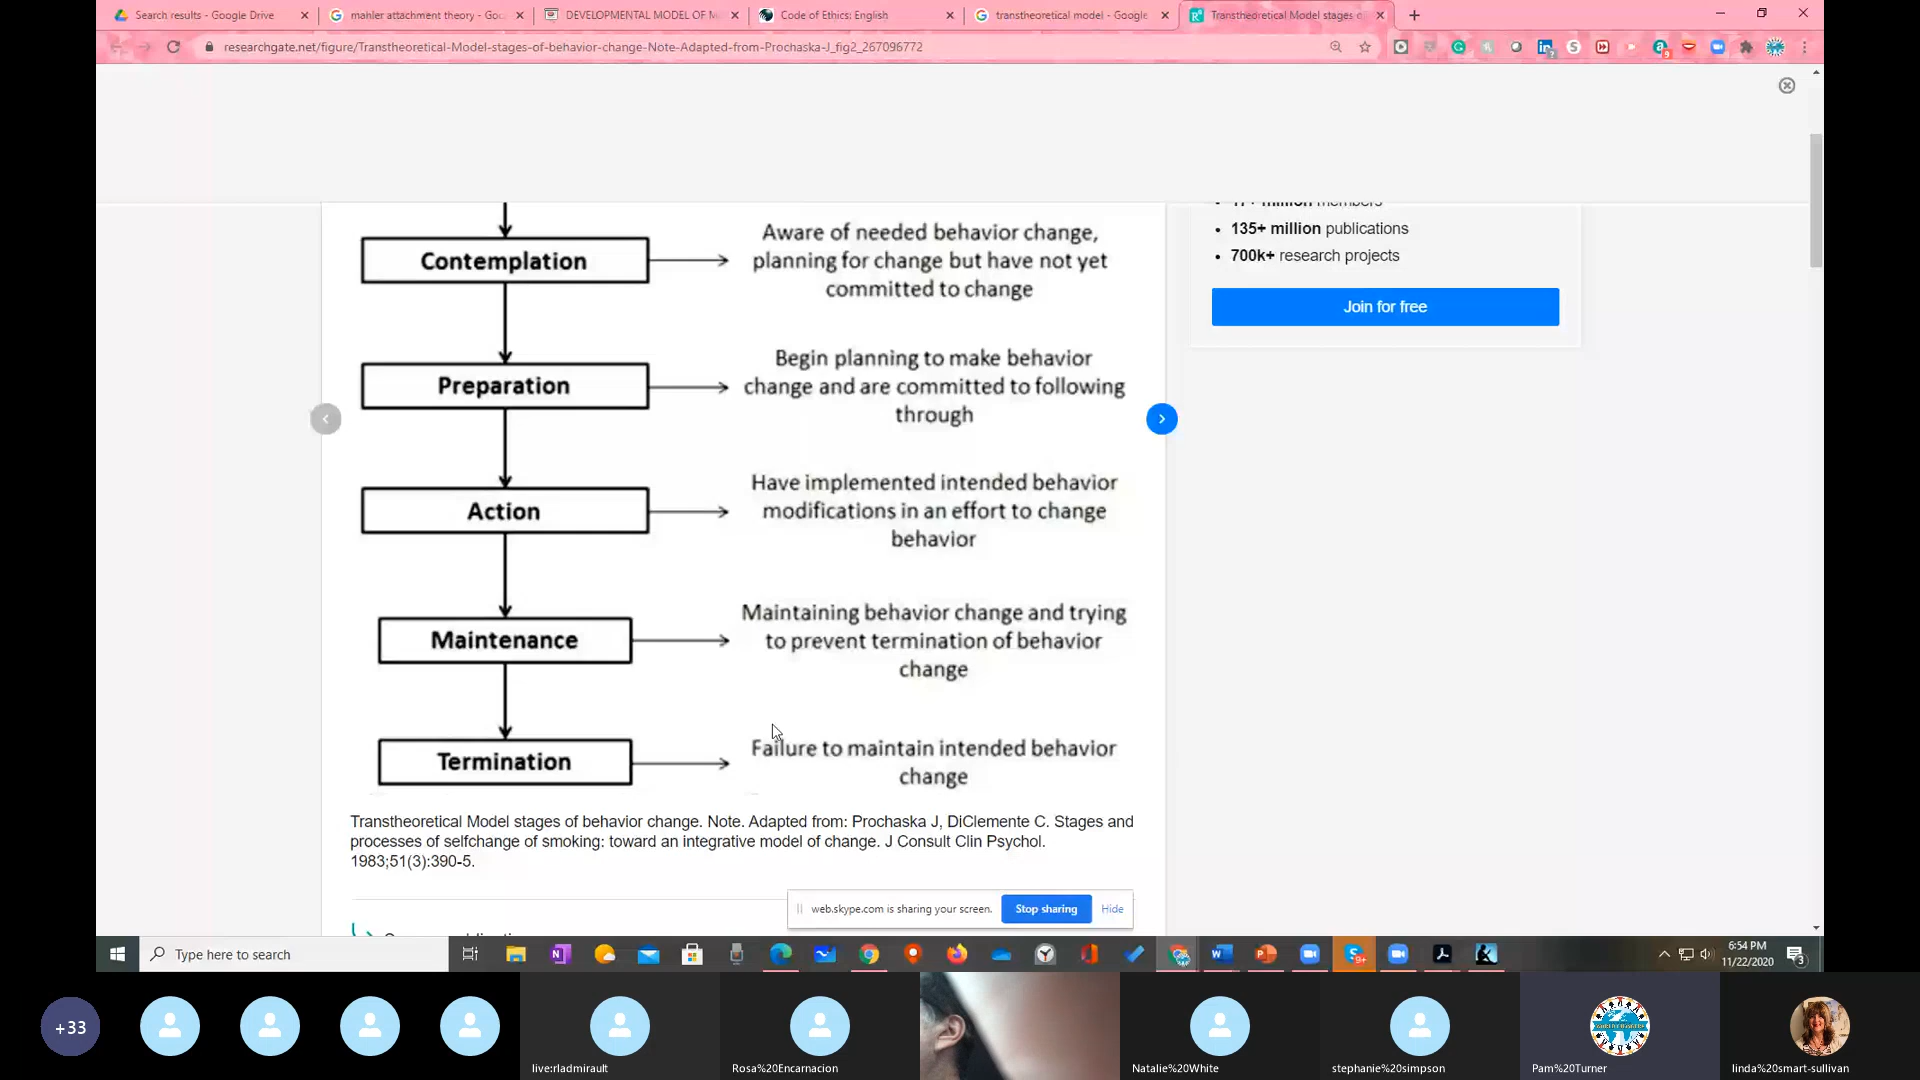 Search results - Google Drive
mahler attachment theory - Goo
DEVELOPMENTAL MODEL OF M
Code of Ethics: English
transtheoretical model - Google
Transtheoretical Model stages o
researchgate.net/figure/Transtheoretical-Model-stages-of-behavior-change-Note-Adapted-from-Prochaska-J_fig2_267096772
million members
135+ million publications
700k+ research projects
Join for free
Contemplation
Aware of needed behavior change,
planning for change but have not yet
committed to change
Preparation
Begin planning to make behavior
change and are committed to following
through
Action
Have implemented intended behavior
modifications in an effort to change
behavior
Maintenance
Maintaining behavior change and trying
to prevent termination of behavior
change
Termination
Failure to maintain intended behavior
change
Transtheoretical Model stages of behavior change. Note. Adapted from: Prochaska J, DiClemente C. Stages and
processes of selfchange of smoking: toward an integrative model of change. J Consult Clin Psychol.
1983;51(3):390-5.
web.skype.com is sharing your screen.
Stop sharing
Hide
Type here to search
6:54 PM
11/22/2020
+33
live:rladmirault
Rosa%20Encarnacion
Natalie%20White
stephanie%20simpson
Pam%20Turner
linda%20smart-sullivan